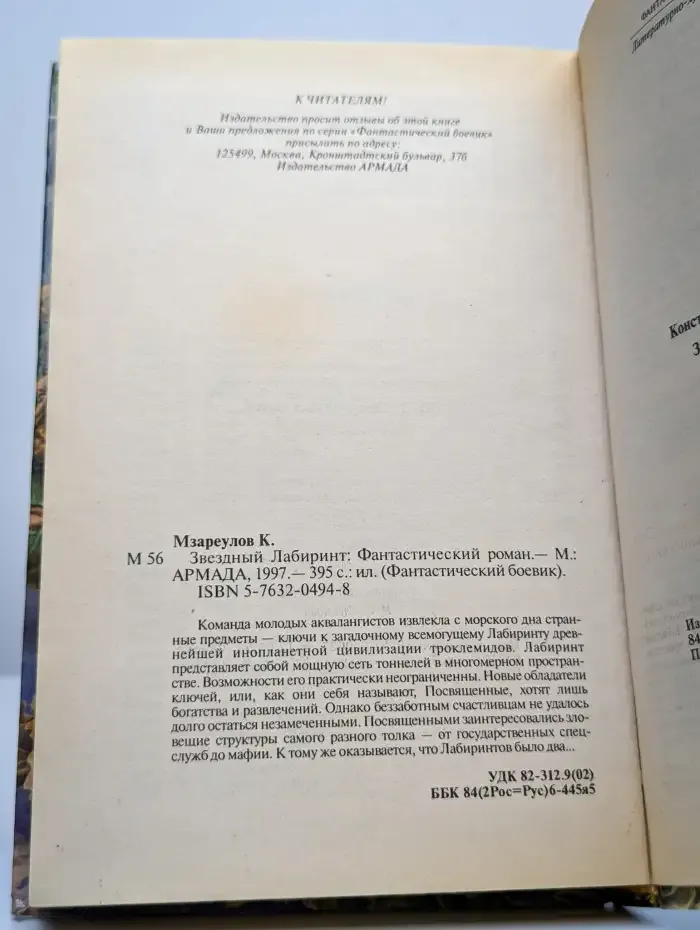 К ЧИТАТЕЛЯМ!
Издательство просит отзывы об этой книге
и Ваши предложения по серии «Фантастический боевик»
присылать по адресу:
125499, Москва, Кронштадтский бульвар, 37б
Издательство АРМАДА
Мзареулов К.
М 56 Звездный Лабиринт: Фантастический роман.— М.:
АРМАДА, 1997.— 395 с.: ил. (Фантастический боевик).
ISBN 5-7632-0494-8
Команда молодых аквалангистов извлекла с морского дна стран-
ные предметы — ключи к загадочному всемогущему Лабиринту древ-
нейшей инопланетной цивилизации троклемидов. Лабиринт
представляет собой мощную сеть тоннелей в многомерном простран-
стве. Возможности его практически неограниченны. Новые обладатели
ключей, или, как они себя называют, Посвященные, хотят лишь
богатства и развлечений. Однако беззаботным счастливцам не удалось
долго остаться незамеченными. Посвященными заинтересовались зло-
вещие структуры самого разного толка — от государственных спец-
служб до мафии. К тому же оказывается, что Лабиринтов было два...
УДК 82-312.9(02)
ББК 84(2Рос=Рус)6-445я5